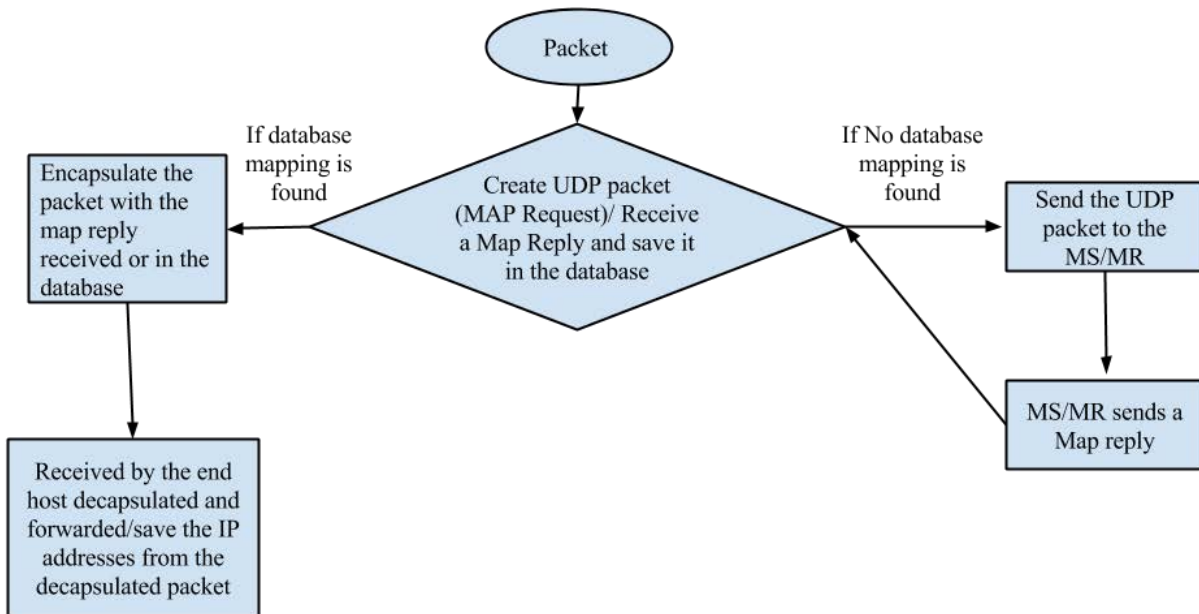 Packet
If database
mapping is
found
If No database
mapping is
found
Encapsulate the
packet with the
map reply
received or in the
database
Create UDP packet
(MAP Request)/ Receive
a Map Reply and save it
in the database
Send the UDP
packet to the
MS/MR
MS/MR sends a
Map reply
Received by the end
host decapsulated and
forwarded/save the IP
addresses from the
decapsulated packet